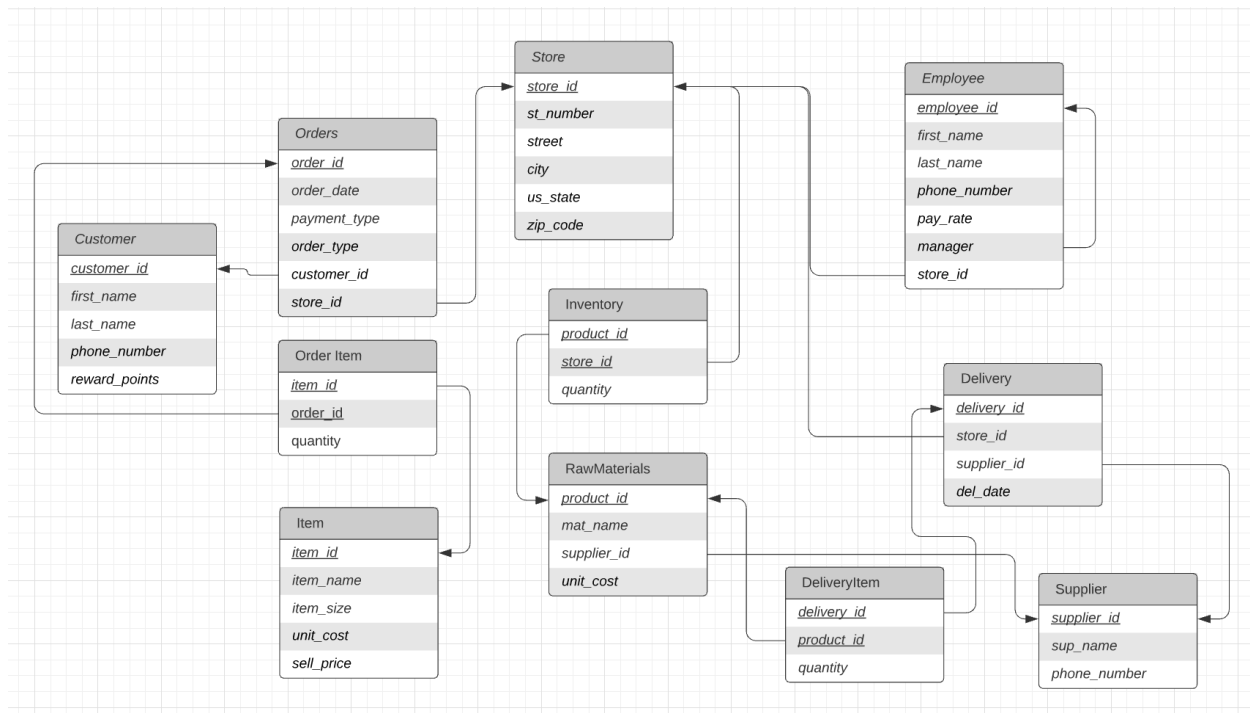 Store
store_id
st_number
street
city
us_state
zip_code
Employee
employee_id
first_name
last_name
phone_number
pay_rate
manager
store_id
Orders
order_id
order_date
payment_type
order_type
customer_id
store_id
Customer
customer_id
first_name
last_name
phone_number
reward_points
Inventory
product_id
store_id
quantity
Order Item
item_id
order_id
quantity
Delivery
delivery_id
store_id
supplier_id
del_date
RawMaterials
product_id
mat_name
supplier_id
unit_cost
Item
item_id
item_name
item_size
unit_cost
sell_price
DeliveryItem
delivery_id
product_id
quantity
Supplier
supplier_id
sup_name
phone_number